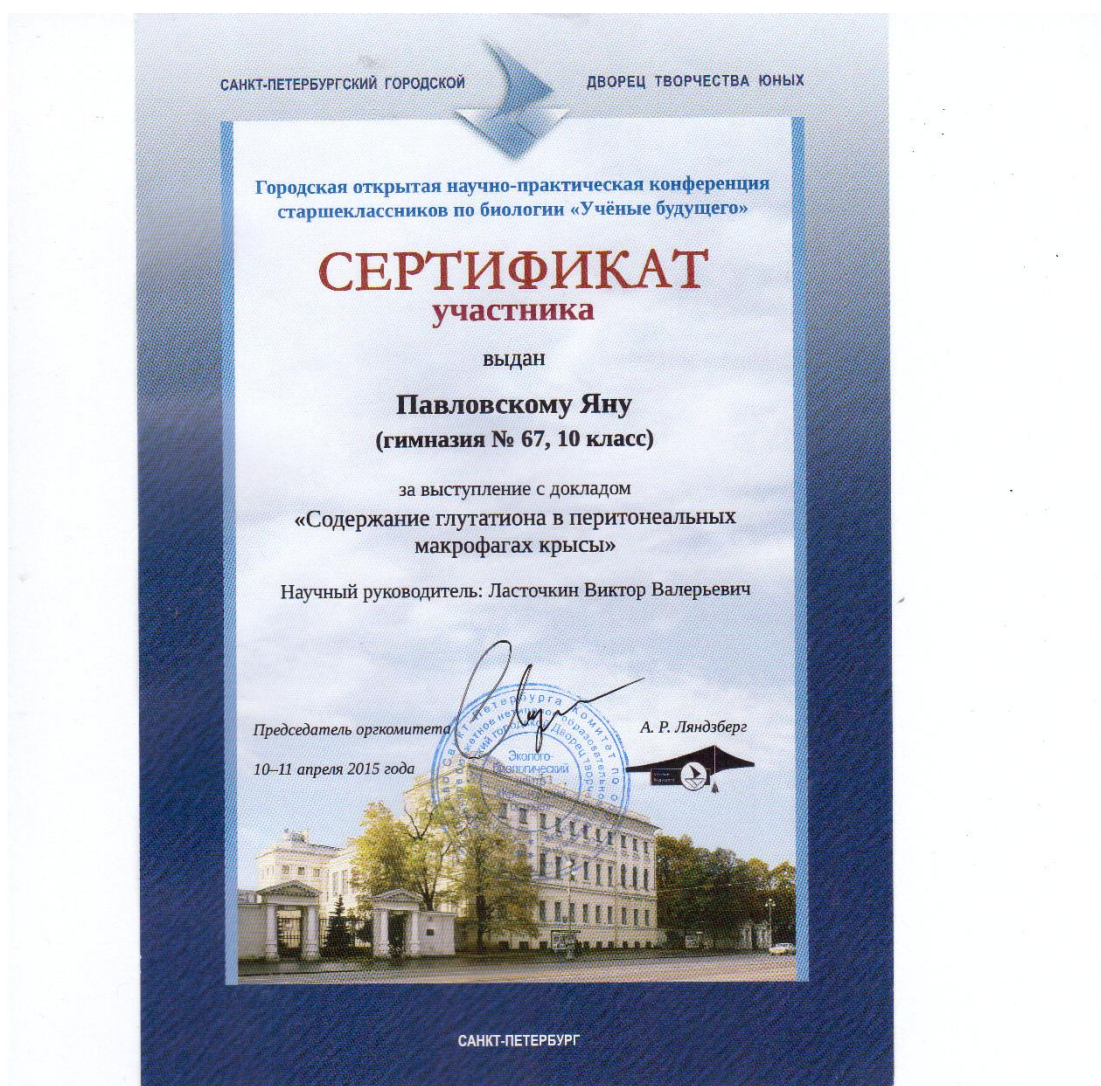 САНКТ-ПЕТЕРБУРГСКИЙ ГОРОДСКОЙ ДВОРЕЦ ТВОРЧЕСТВА ЮНЫХ
Городская открытая научно-практическая конференция
старшеклассников по биологии «Учёные будущего»
СЕРТИФИКАТ
участника
выдан
Павловскому Яну
(гимназия № 67, 10 класс)
за выступление с докладом
«Содержание глутатиона в перитонеальных
макрофагах крысы»
Научный руководитель: Ласточкин Виктор Валерьевич
Председатель оргкомитета А. Р. Ляндзберг
10–11 апреля 2015 года
Эколого-
биологический
САНКТ-ПЕТЕРБУРГ